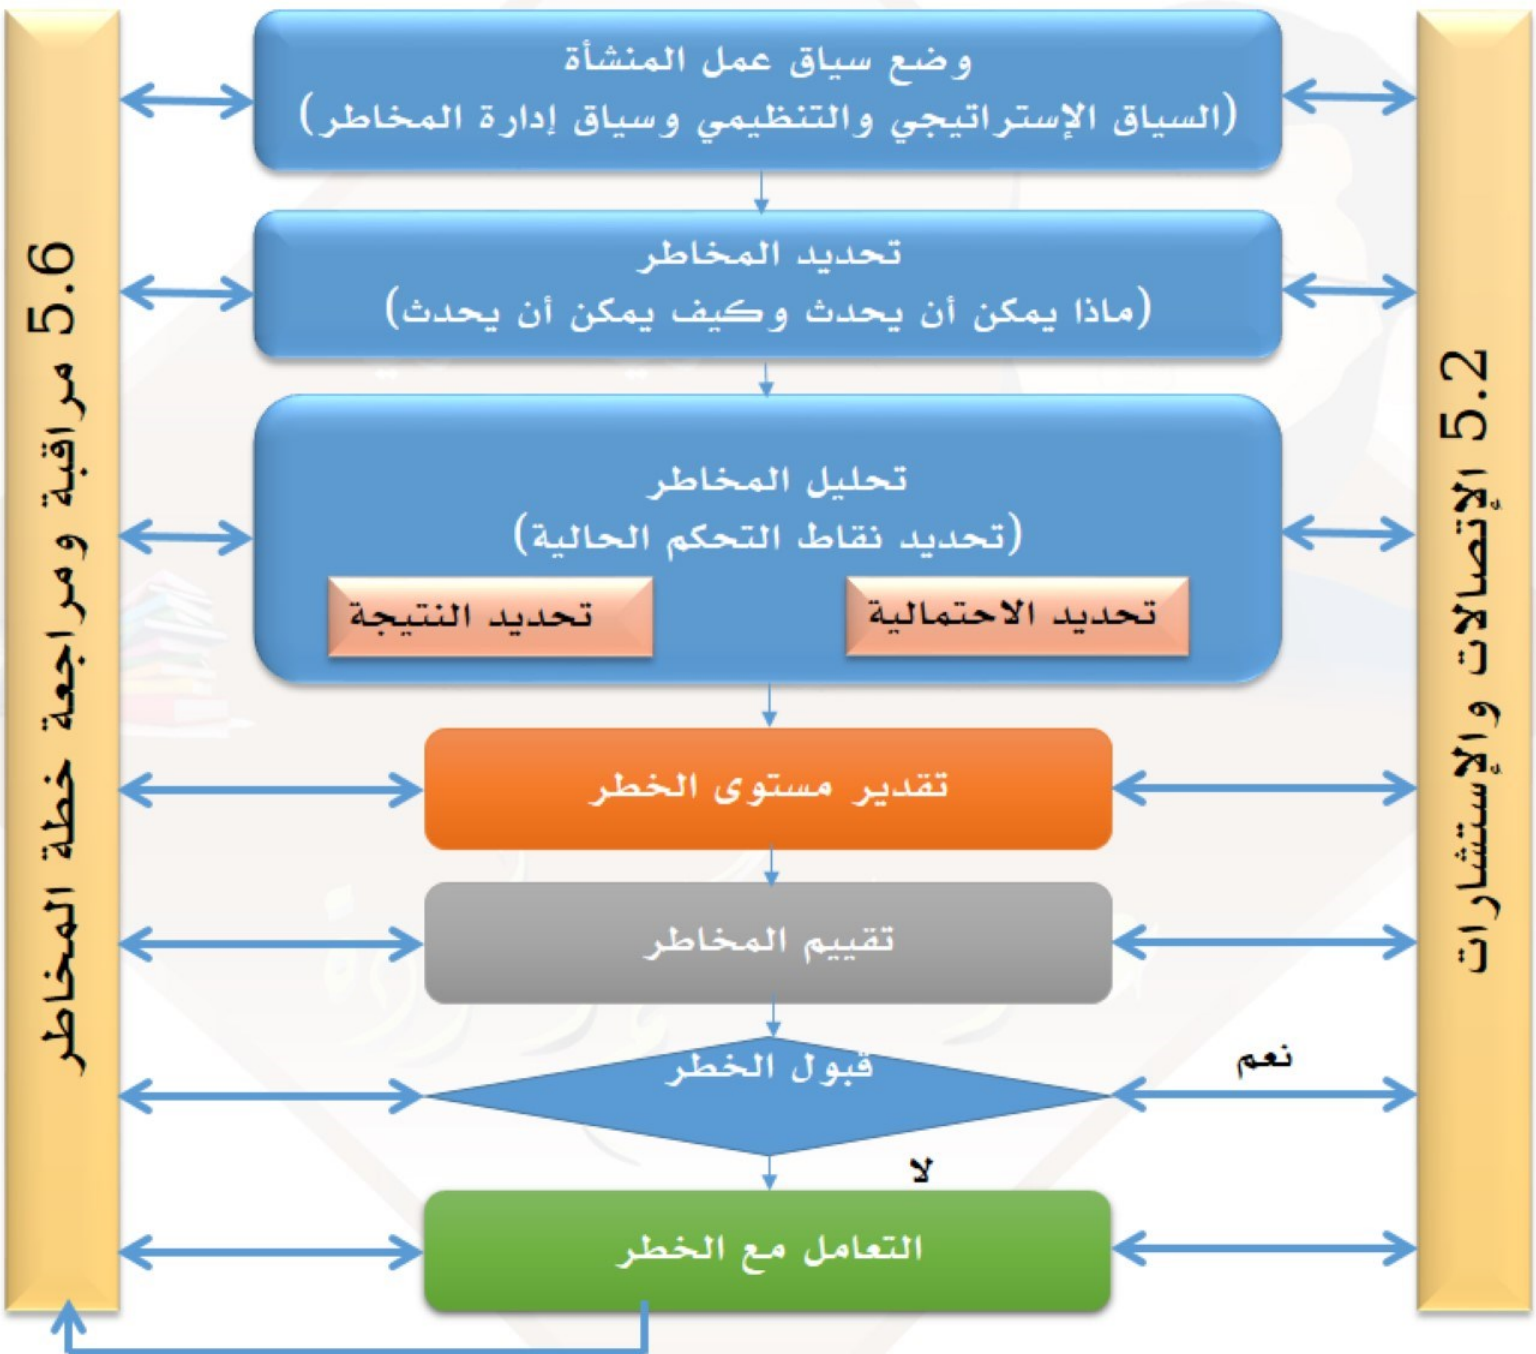 وضع سياق عمل المنشأة
(السياق الإستراتيجي والتنظيمي وسياق إدارة المخاطر)
تحديد المخاطر
(ماذا يمكن أن يحدث وكيف يمكن أن يحدث)
تحليل المخاطر
(تحديد نقاط التحكم الحالية)
تحديد الاحتمالية
تحديد النتيجة
تقدير مستوى الخطر
تقييم المخاطر
قبول الخطر
نعم
لا
التعامل مع الخطر
5.2 الإتصالات والإستشارات
5.6 مراقبة ومراجعة خطة المخاطر